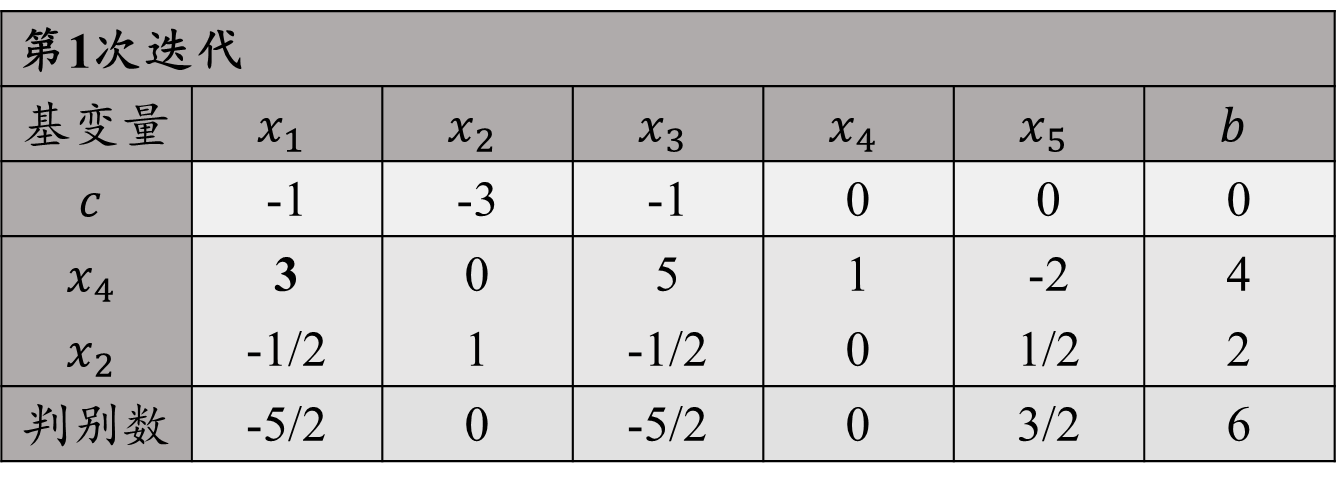 第1次迭代
基变量 x₁ x₂ x₃ x₄ x₅ b
c -1 -3 -1 0 0 0
x₄ 3 0 5 1 -2 4
x₂ -1/2 1 -1/2 0 1/2 2
判别数 -5/2 0 -5/2 0 3/2 6